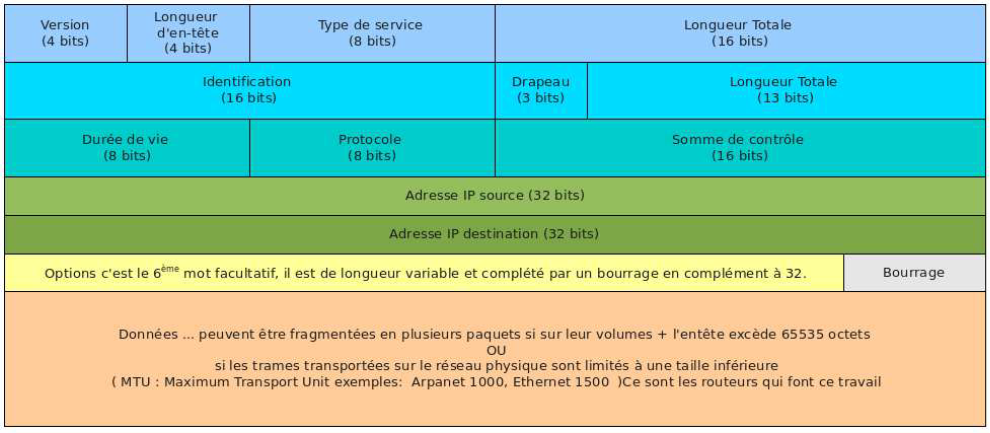 Version
(4 bits)
Longueur
d'en-tête
(4 bits)
Type de service
(8 bits)
Longueur Totale
(16 bits)
Identification
(16 bits)
Drapeau
(3 bits)
Longueur Totale
(13 bits)
Durée de vie
(8 bits)
Protocole
(8 bits)
Somme de contrôle
(16 bits)
Adresse IP source (32 bits)
Adresse IP destination (32 bits)
Options c'est le 6ème mot facultatif, il est de longueur variable et complété par un bourrage en complément à 32.
Bourrage
Données ... peuvent être fragmentées en plusieurs paquets si sur leur volumes + l'entête excède 65535 octets
OU
si les trames transportées sur le réseau physique sont limités à une taille inférieure
( MTU : Maximum Transport Unit exemples:  Arpanet 1000, Ethernet 1500  )Ce sont les routeurs qui font ce travail